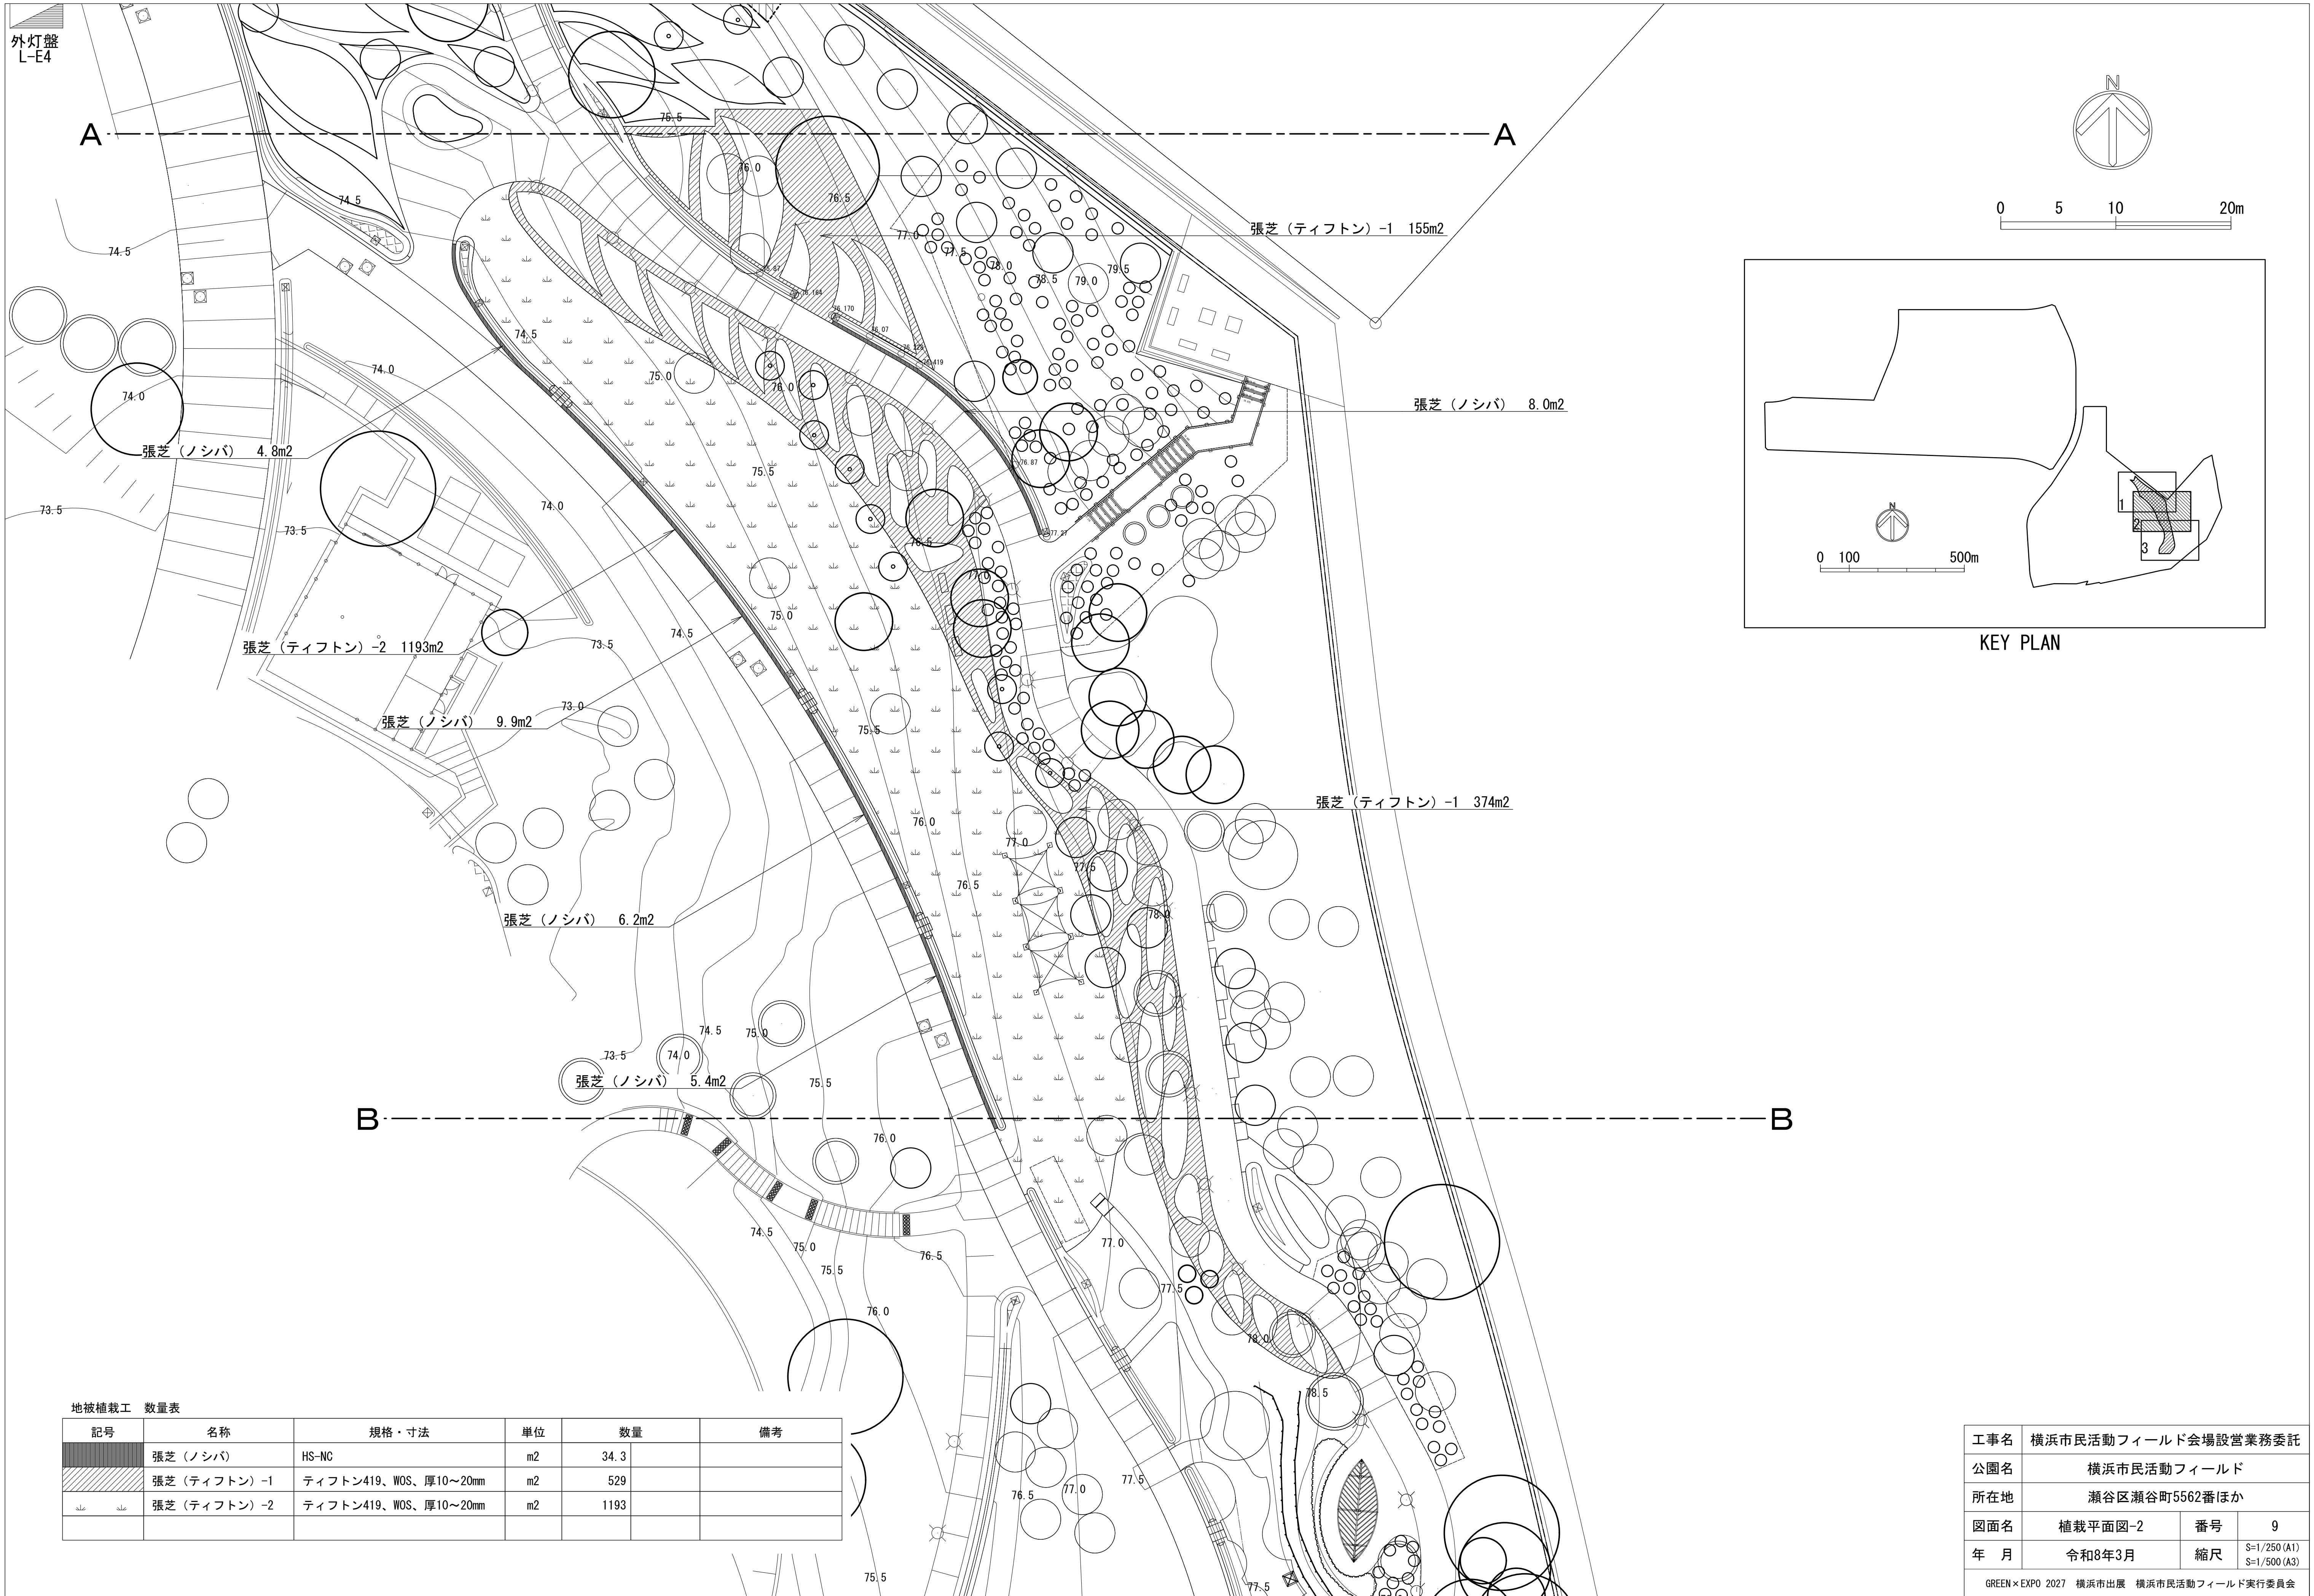 外灯盤
L-E4
A
A
N
0 5 10 20m
75.5
76.0
76.5
74.5
74.5
77.0
77.5
78.0
78.5
79.0
79.5
張芝（ティフトン）-1 155m2
76.164
76.170
76.07
76.419
74.5
74.0
75.0
76.0
74.0
張芝（ノシバ） 8.0m2
張芝（ノシバ） 4.8m2
76.87
75.5
74.0
73.5
73.5
77.27
76.5
77.0
75.0
74.5
73.5
張芝（ティフトン）-2 1193m2
73.0
張芝（ノシバ） 9.9m2
75.5
張芝（ティフトン）-1 374m2
76.0
77.0
77.5
76.5
78.0
張芝（ノシバ） 6.2m2
74.5
75.0
73.5
74.0
張芝（ノシバ） 5.4m2
75.5
B
B
76.0
74.5
75.0
75.5
76.5
77.0
77.5
76.0
78.0
78.5
77.5
77.0
76.5
75.5
77.5
N
1
2
3
0 100 500m
KEY PLAN
地被植栽工 数量表
記号 名称 規格・寸法 単位 数量 備考
張芝（ノシバ） HS-NC m2 34.3
張芝（ティフトン）-1 ティフトン419、WOS、厚10〜20mm m2 529
張芝（ティフトン）-2 ティフトン419、WOS、厚10〜20mm m2 1193
工事名 横浜市民活動フィールド会場設営業務委託
公園名 横浜市民活動フィールド
所在地 瀬谷区瀬谷町5562番ほか
図面名 植栽平面図-2 番号 9
年 月 令和8年3月 縮尺 S=1/250(A1)
S=1/500(A3)
GREEN×EXPO 2027 横浜市出展 横浜市民活動フィールド実行委員会